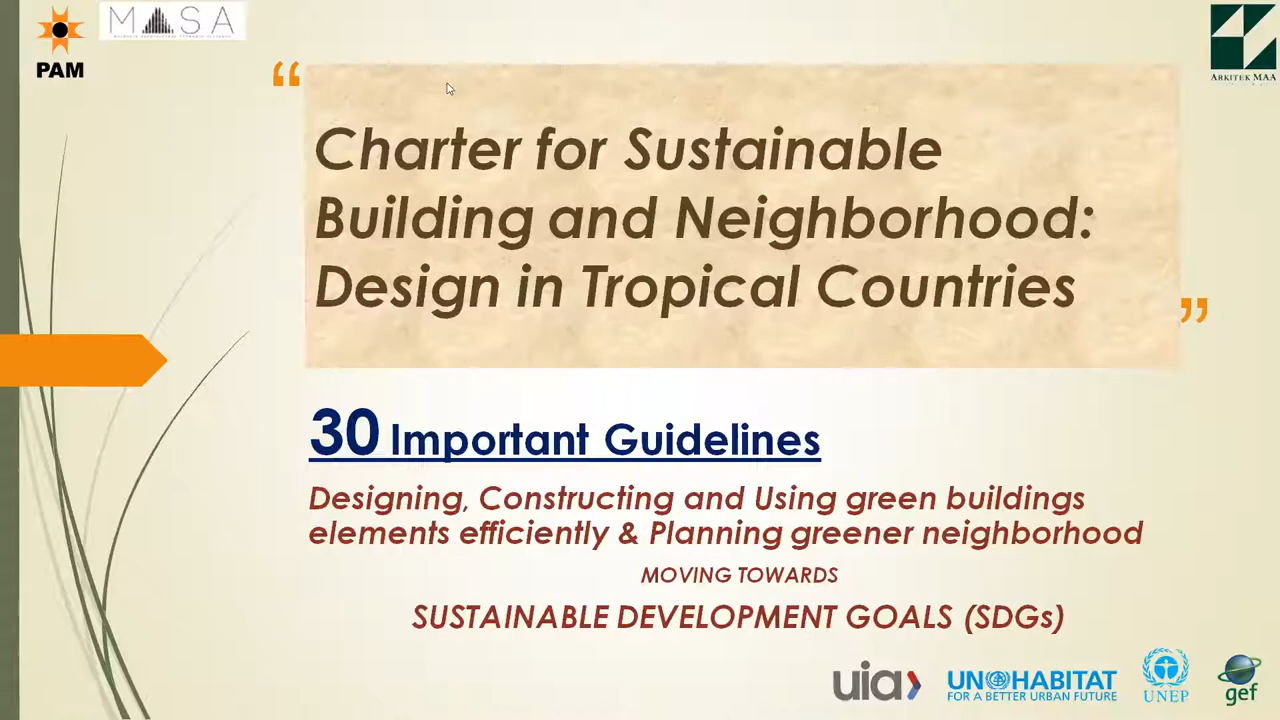 PAM
MASA
ARKITEK MAA
“
Charter for Sustainable
Building and Neighborhood:
Design in Tropical Countries
”
30 Important Guidelines
Designing, Constructing and Using green buildings
elements efficiently & Planning greener neighborhood
MOVING TOWARDS
SUSTAINABLE DEVELOPMENT GOALS (SDGs)
uia
UN HABITAT
FOR A BETTER URBAN FUTURE
UNEP
gef